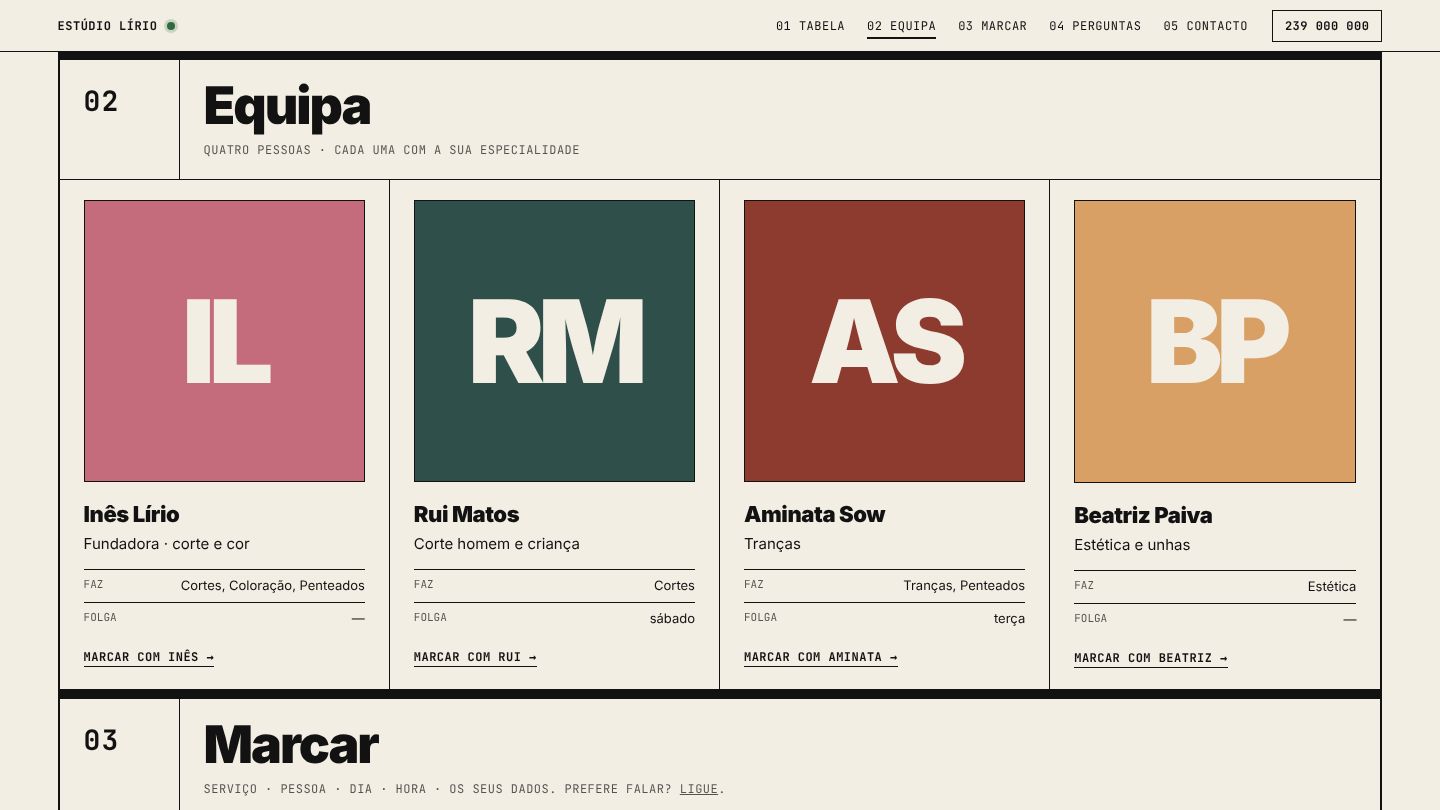 ESTÚDIO LÍRIO
01 TABELA 02 EQUIPA 03 MARCAR 04 PERGUNTAS 05 CONTACTO 239 000 000
02
Equipa
QUATRO PESSOAS · CADA UMA COM A SUA ESPECIALIDADE
IL
Inês Lírio
Fundadora · corte e cor
FAZ Cortes, Coloração, Penteados
FOLGA —
MARCAR COM INÊS →
RM
Rui Matos
Corte homem e criança
FAZ Cortes
FOLGA sábado
MARCAR COM RUI →
AS
Aminata Sow
Tranças
FAZ Tranças, Penteados
FOLGA terça
MARCAR COM AMINATA →
BP
Beatriz Paiva
Estética e unhas
FAZ Estética
FOLGA —
MARCAR COM BEATRIZ →
03
Marcar
SERVIÇO · PESSOA · DIA · HORA · OS SEUS DADOS. PREFERE FALAR? LIGUE.